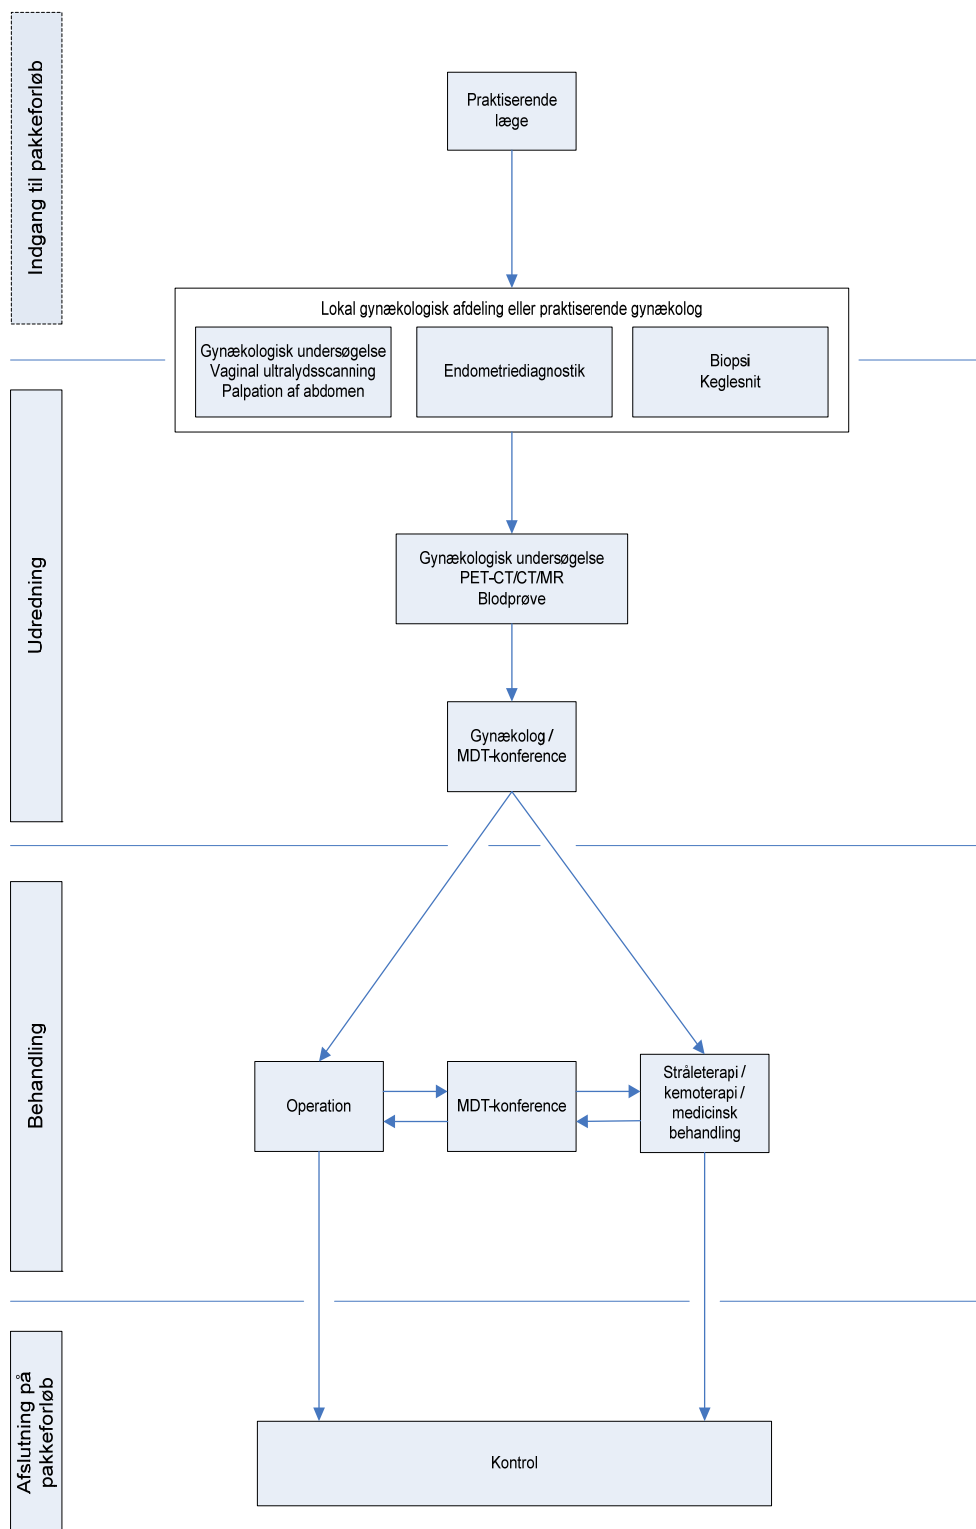 Indgang til pakkeforløb
Praktiserende
læge
Lokal gynækologisk afdeling eller praktiserende gynækolog
Gynækologisk undersøgelse
Vaginal ultralydsscanning
Palpation af abdomen
Endometriediagnostik
Biopsi
Keglesnit
Udredning
Gynækologisk undersøgelse
PET-CT/CT/MR
Blodprøve
Gynækolog /
MDT-konference
Behandling
Operation
MDT-konference
Stråleterapi /
kemoterapi /
medicinsk
behandling
Afslutning på
pakkeforløb
Kontrol